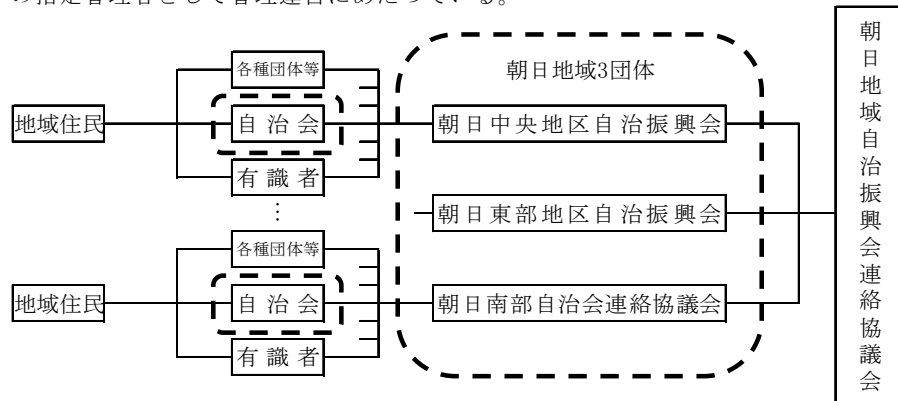 の指定管理者として管理運営にあたっている。
朝日地域3団体
各種団体等
地域住民
自治会
朝日中央地区自治振興会
有識者
⋮
朝日東部地区自治振興会
各種団体等
地域住民
自治会
朝日南部自治会連絡協議会
有識者
朝日地域自治振興会連絡協議会